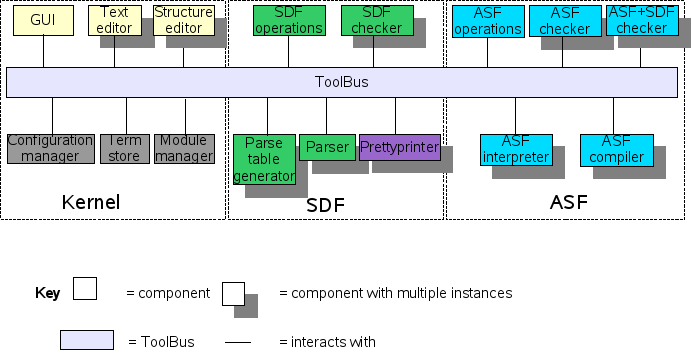 GUI
Text
editor
Structure
editor
SDF
operations
SDF
checker
ASF
operations
ASF
checker
ASF+SDF
checker
ToolBus
Configuration
manager
Term
store
Module
manager
Parse
table
generator
Parser
Prettyprinter
ASF
interpreter
ASF
compiler
Kernel
SDF
ASF
Key
= component
= component with multiple instances
= ToolBus
= interacts with